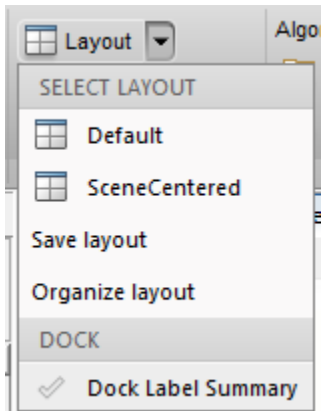 Layout
Algo
SELECT LAYOUT
Default
SceneCentered
Save layout
Organize layout
DOCK
Dock Label Summary